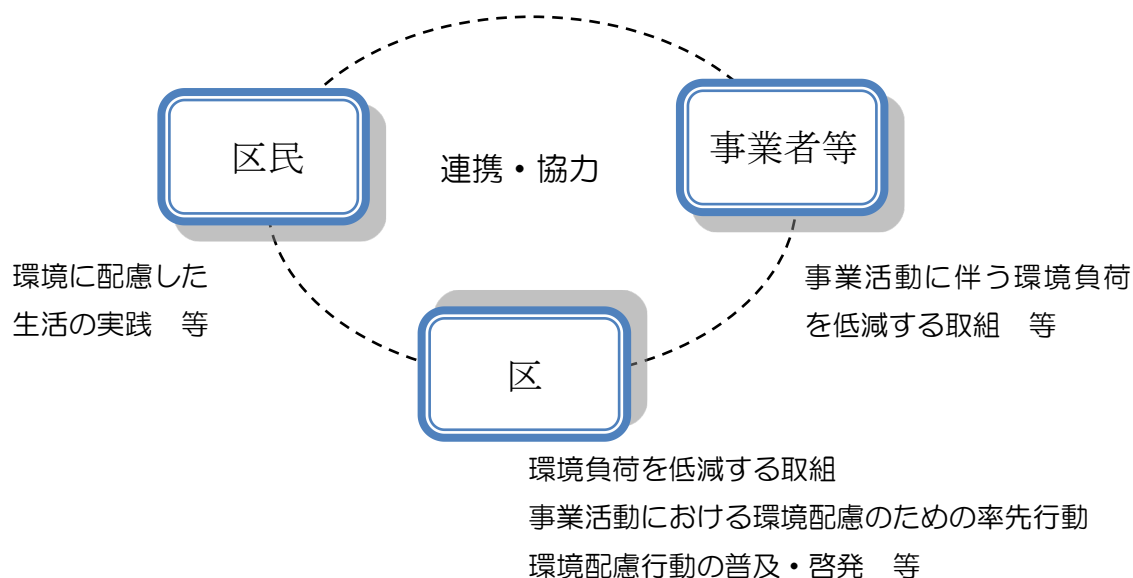 区民
連携・協力
事業者等
環境に配慮した
生活の実践　等
事業活動に伴う環境負荷
を低減する取組　等
区
環境負荷を低減する取組
事業活動における環境配慮のための率先行動
環境配慮行動の普及・啓発　等